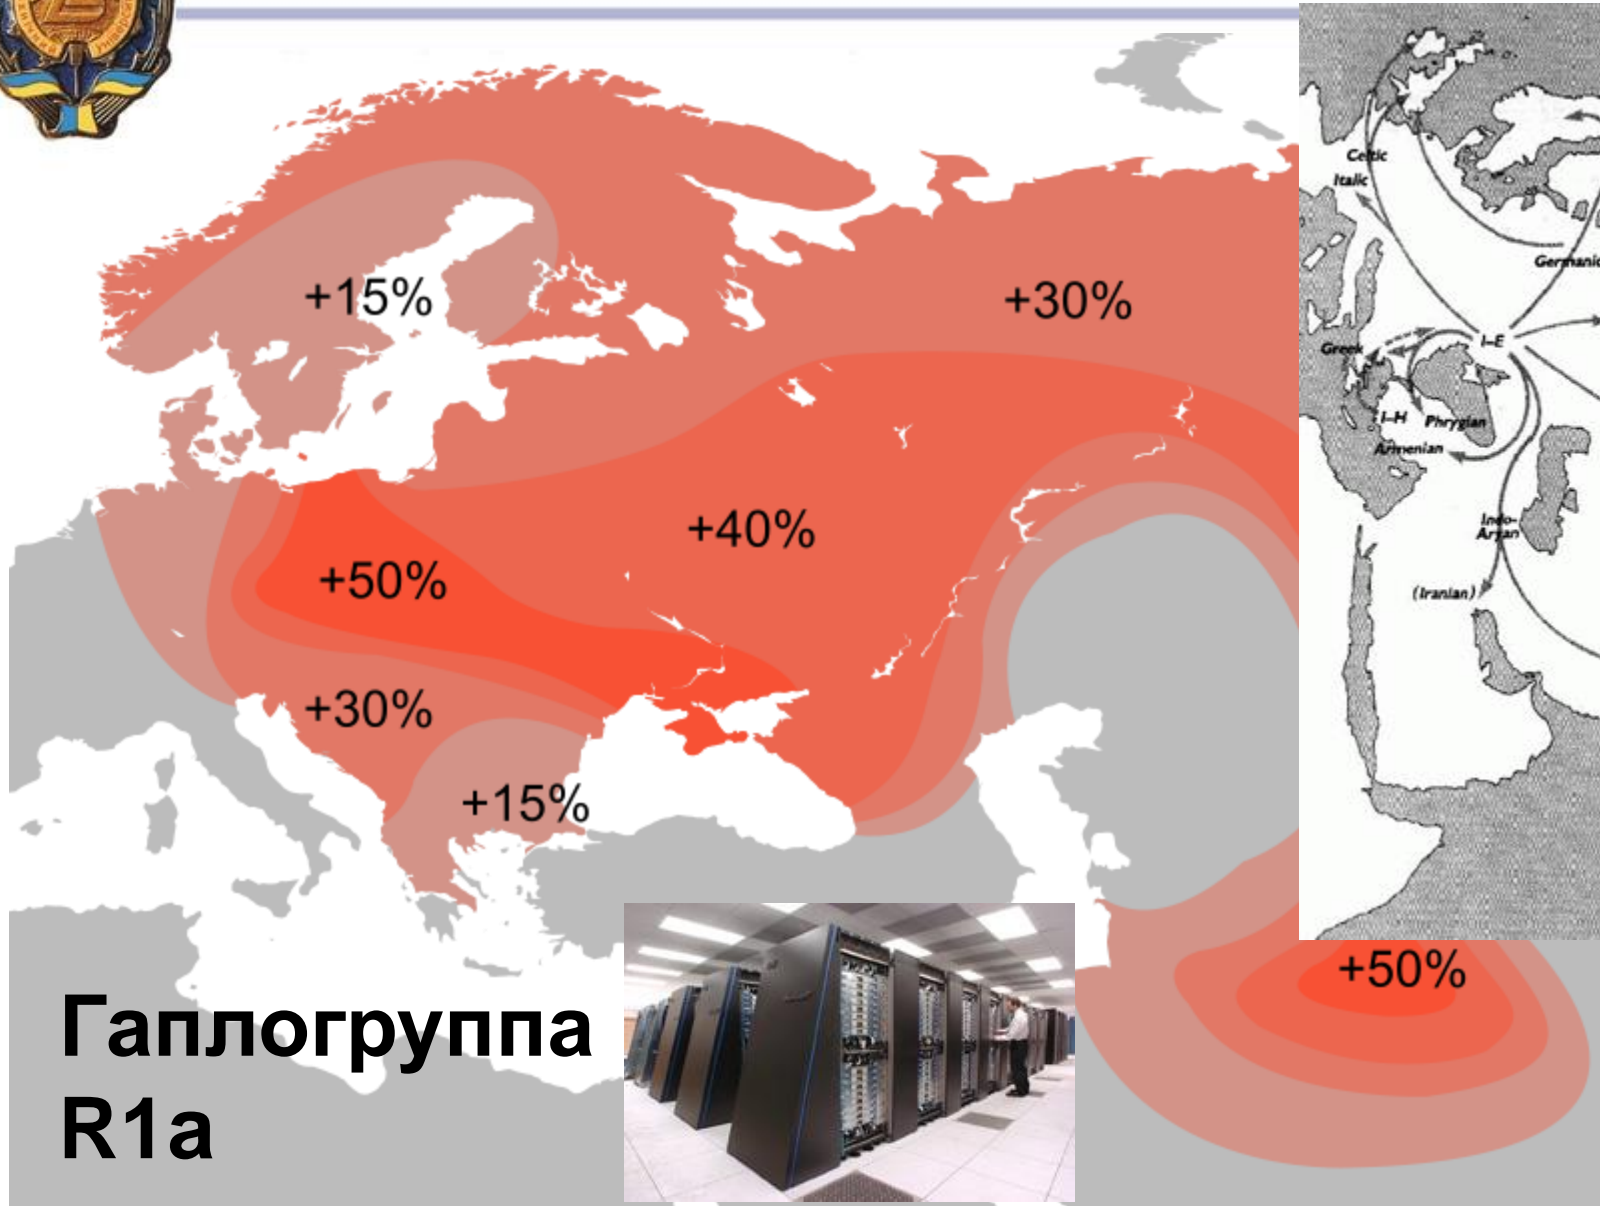 +15%
+30%
+40%
+50%
+30%
+15%
+50%
Гаплогруппа
R1a
Celtic
Italic
Germanic
I-E
Greek
I-H
Phrygian
Armenian
Indo-
Aryan
(Iranian)